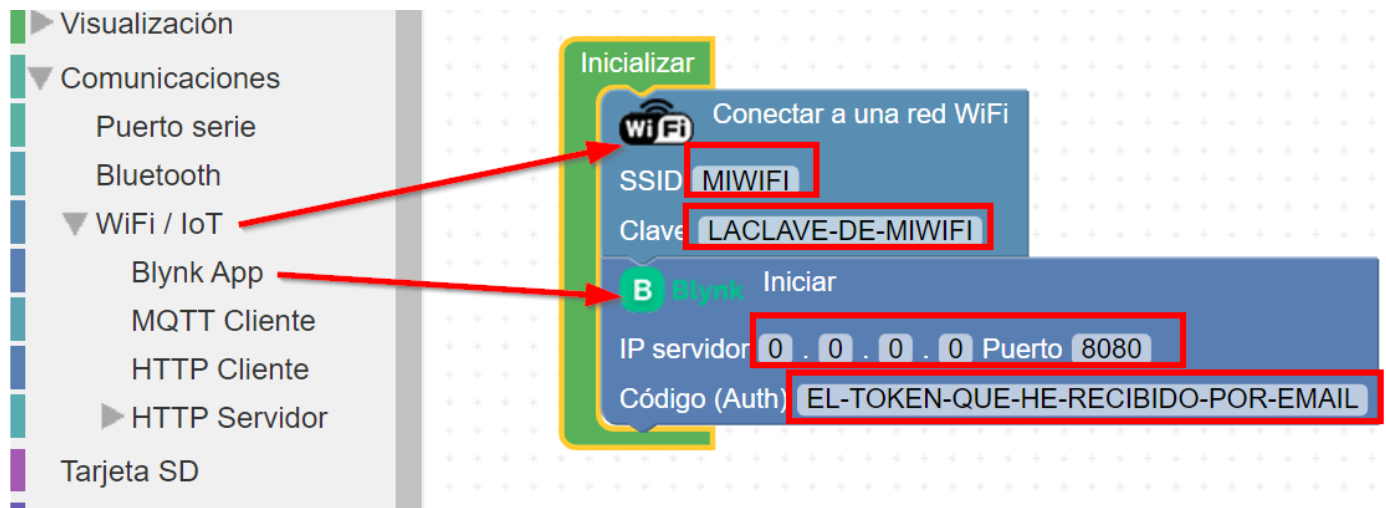 Visualización
Comunicaciones
Puerto serie
Bluetooth
WiFi / IoT
Blynk App
MQTT Cliente
HTTP Cliente
HTTP Servidor
Tarjeta SD
Inicializar
WiFi Conectar a una red WiFi
SSID MIWIFI
Clave LACLAVE-DE-MIWIFI
B Blynk Iniciar
IP servidor 0 . 0 . 0 . 0 Puerto 8080
Código (Auth) EL-TOKEN-QUE-HE-RECIBIDO-POR-EMAIL